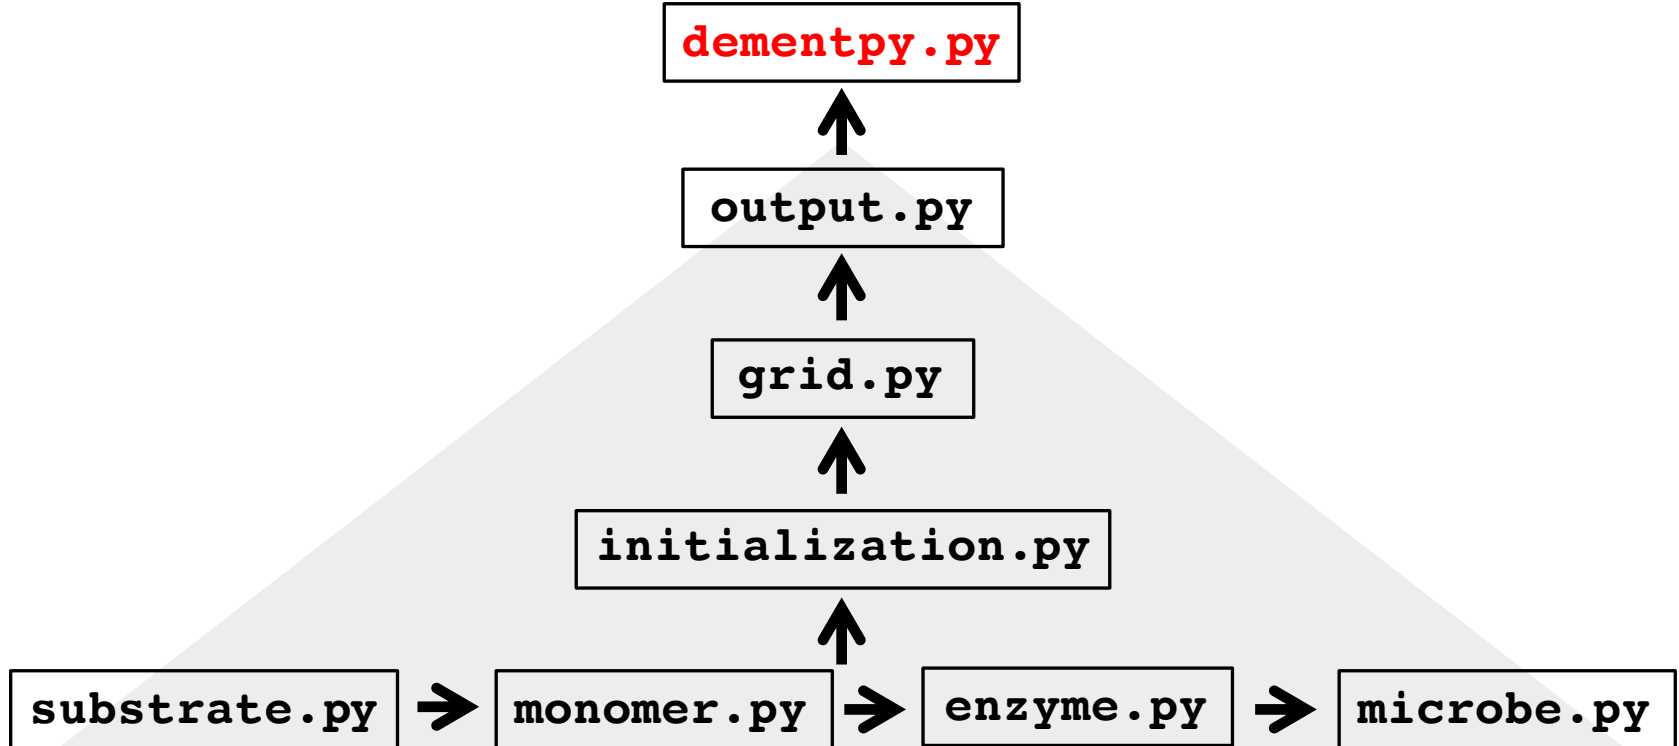 dementpy.py
output.py
grid.py
initialization.py
substrate.py
monomer.py
enzyme.py
microbe.py